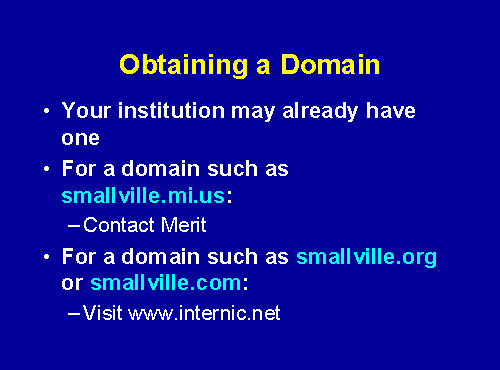 Obtaining a Domain
• Your institution may already have
one
• For a domain such as
smallville.mi.us:
–Contact Merit
• For a domain such as smallville.org
or smallville.com:
–Visit www.internic.net